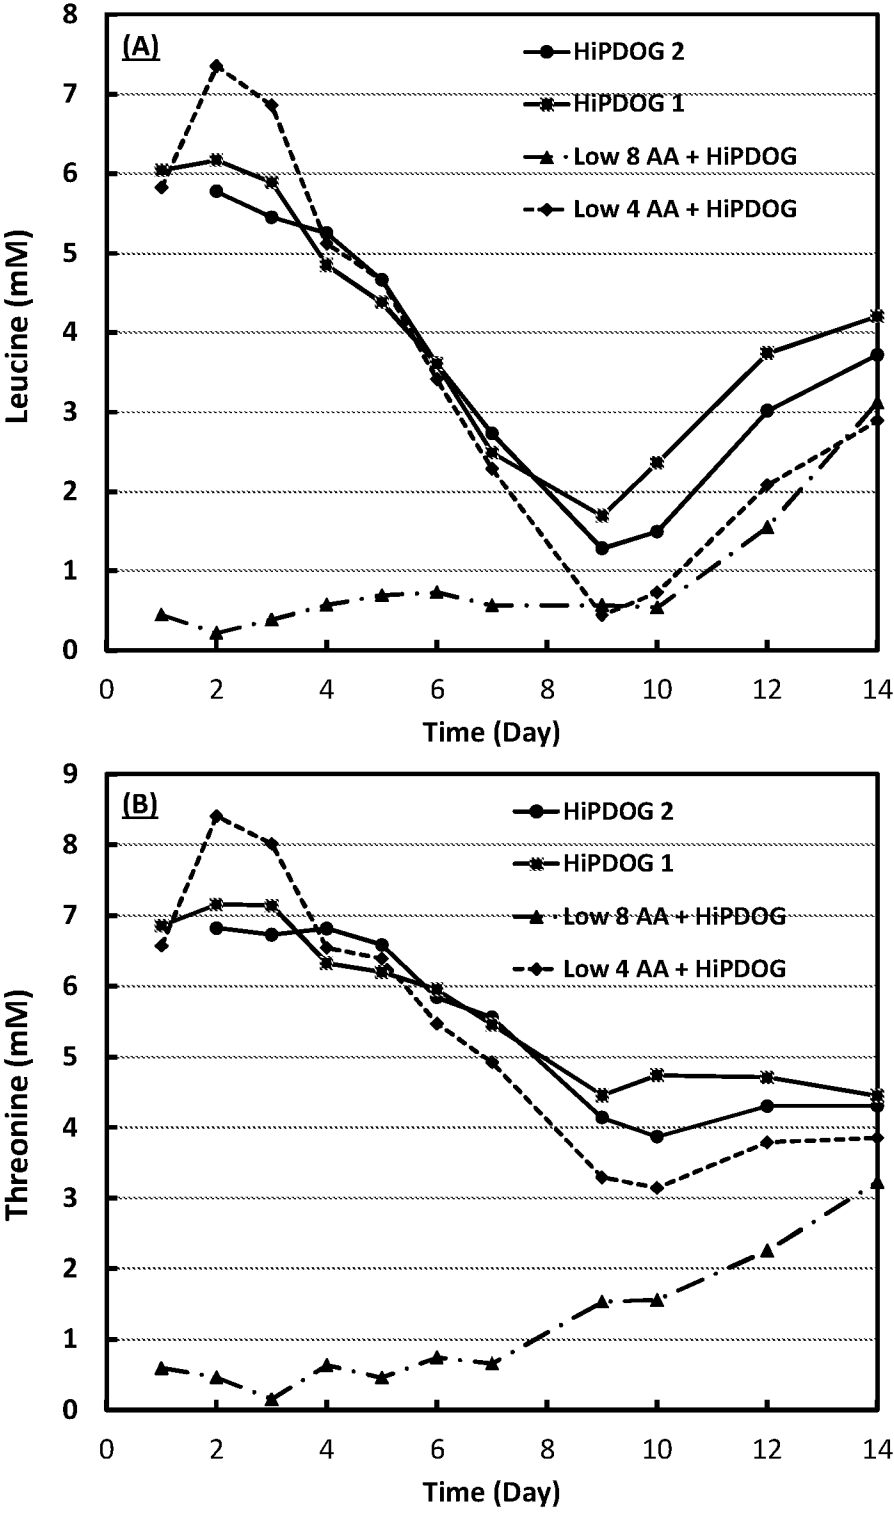 (A)
HiPDOG 2
HiPDOG 1
Low 8 AA + HiPDOG
Low 4 AA + HiPDOG
Leucine (mM)
8
7
6
5
4
3
2
1
0
0 2 4 6 8 10 12 14
Time (Day)
(B)
HiPDOG 2
HiPDOG 1
Low 8 AA + HiPDOG
Low 4 AA + HiPDOG
Threonine (mM)
9
8
7
6
5
4
3
2
1
0
0 2 4 6 8 10 12 14
Time (Day)